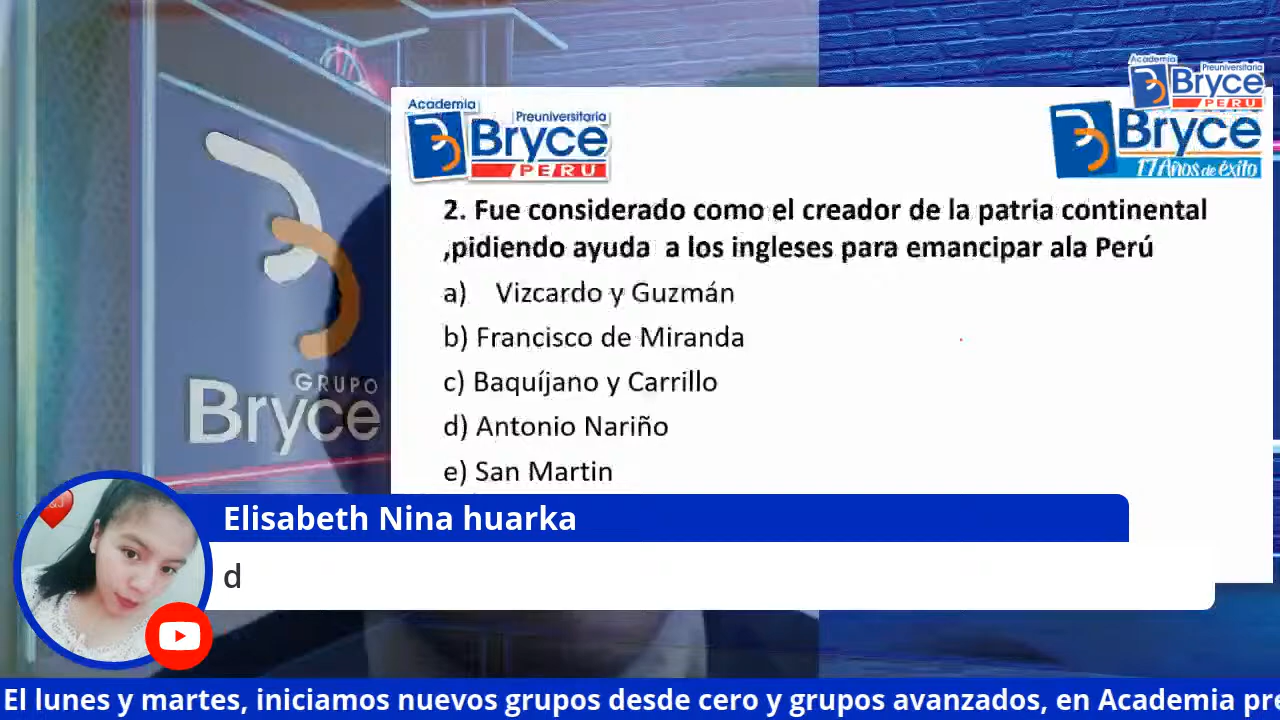 Academia
Preuniversitaria
Bryce
PERU
Academia
Preuniversitaria
Bryce
PERU
Bryce
17 Años de éxito
2. Fue considerado como el creador de la patria continental
,pidiendo ayuda a los ingleses para emancipar ala Perú
a) Vizcardo y Guzmán
b) Francisco de Miranda
c) Baquíjano y Carrillo
d) Antonio Nariño
e) San Martin
GRUPO
Bryce
Elisabeth Nina huarka
d
El lunes y martes, iniciamos nuevos grupos desde cero y grupos avanzados, en Academia pre